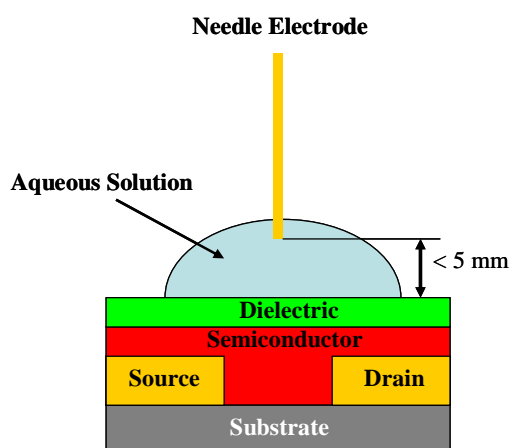 Needle Electrode
Aqueous Solution
< 5 mm
Dielectric
Semiconductor
Source
Drain
Substrate